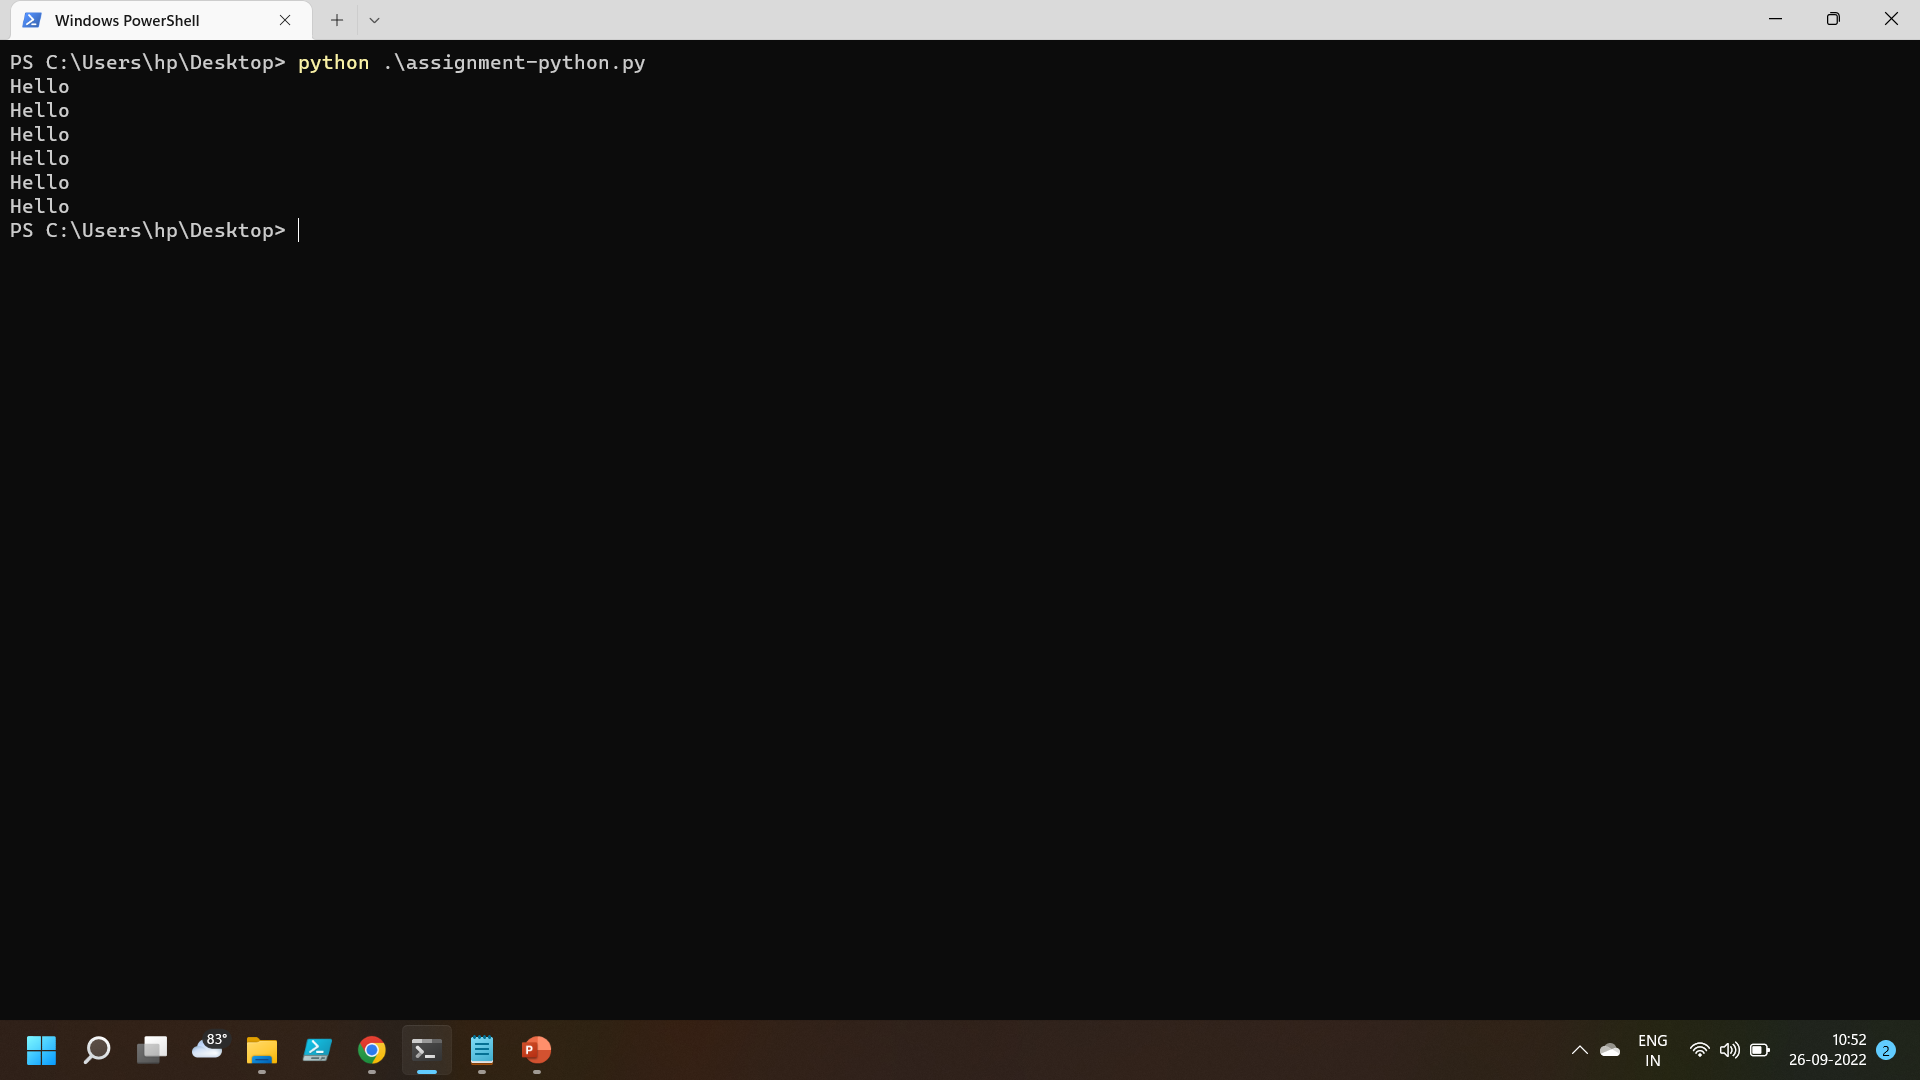 Windows PowerShell
PS C:\Users\hp\Desktop> python .\assignment-python.py
Hello
Hello
Hello
Hello
Hello
Hello
PS C:\Users\hp\Desktop>
83°
P
ENG
IN
10:52
26-09-2022
2